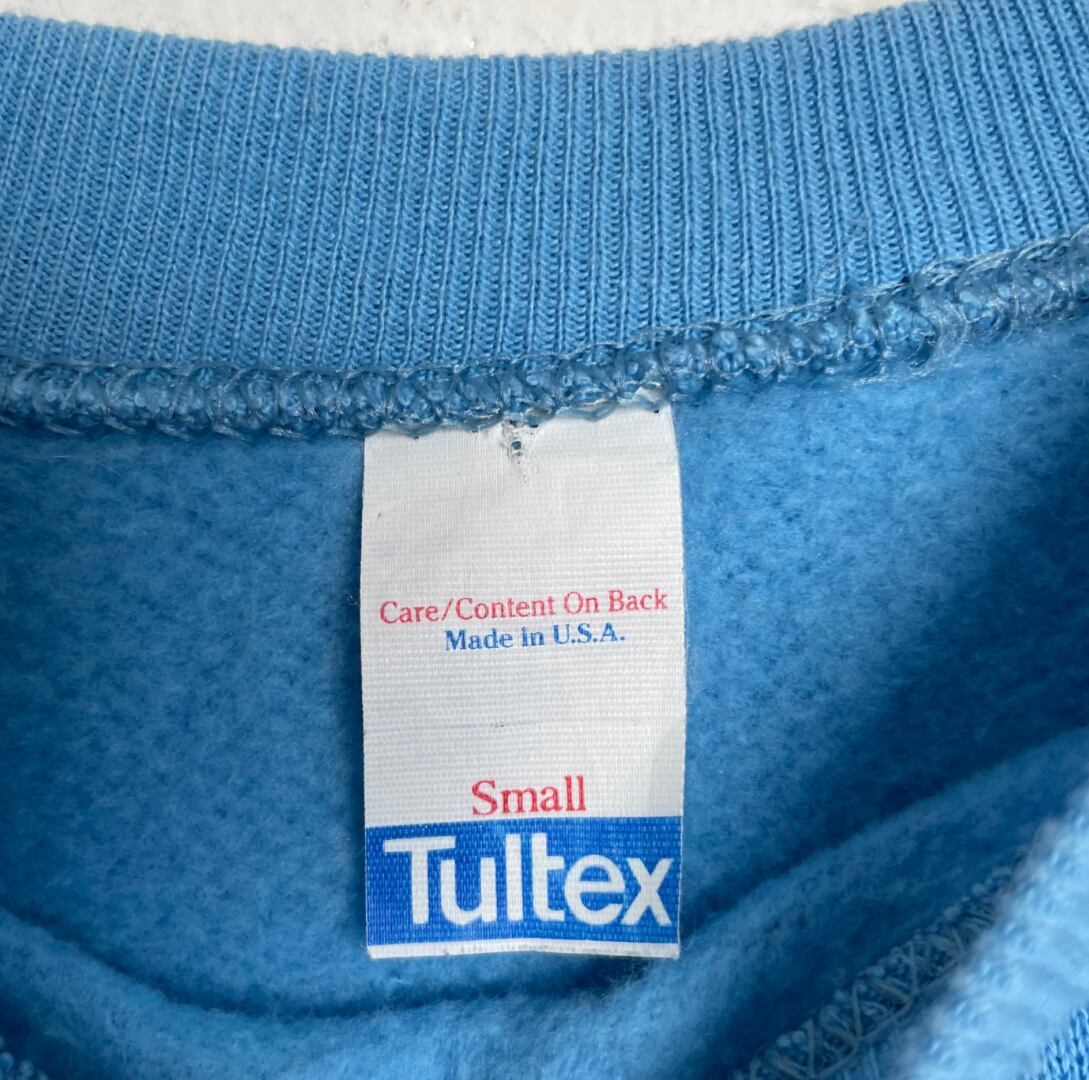 Care/Content On Back
Made in U.S.A.
Small
Tultex